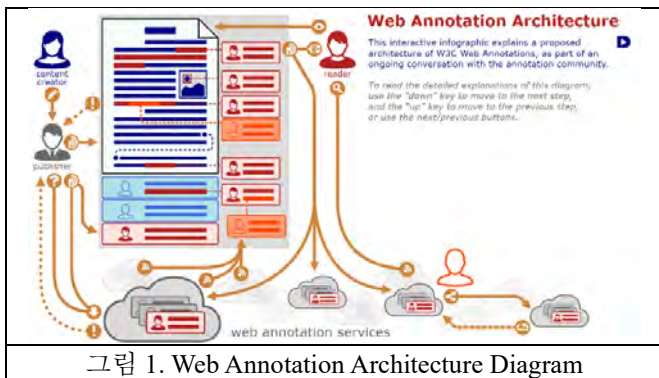 Web Annotation Architecture
This interactive infographic explains a proposed
architecture of W3C Web Annotations, as part of an
ongoing conversation with the annotation community.
To read the detailed explanations of this diagram,
use the "down" key to move to the next step,
and the "up" key to move to the previous step,
or use the next/previous buttons.
content
creator
reader
publisher
web annotation services
그림 1. Web Annotation Architecture Diagram